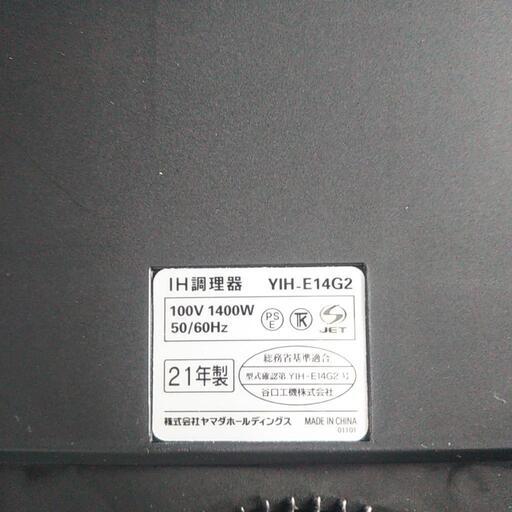 IH調理器 YIH-E14G2
100V 1400W
50/60Hz
PS
E
TK
S
JET
21年製
総務省基準適合
型式確認第 YIH-E14G2 号
谷口工機株式会社
株式会社ヤマダホールディングス MADE IN CHINA
01101